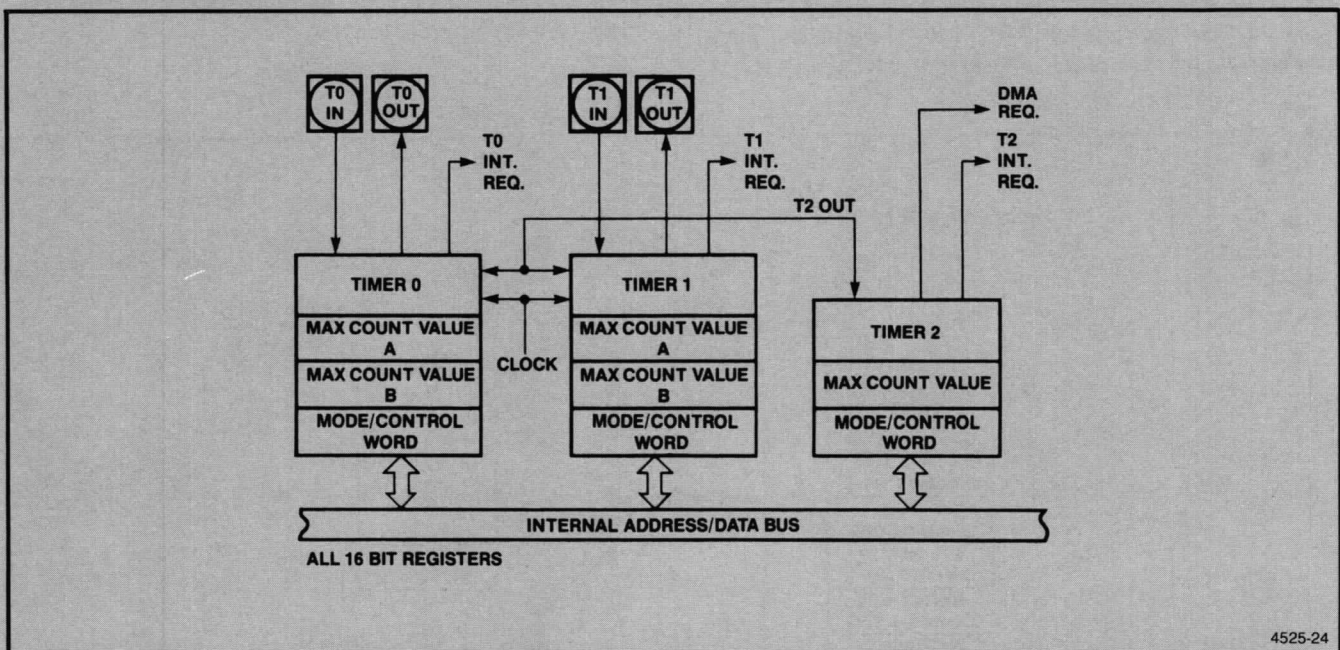 T0
IN
T0
OUT
T0
INT.
REQ.
T1
IN
T1
OUT
T1
INT.
REQ.
DMA
REQ.
T2
INT.
REQ.
T2 OUT
TIMER 0
MAX COUNT VALUE
A
MAX COUNT VALUE
B
MODE/CONTROL
WORD
CLOCK
TIMER 1
MAX COUNT VALUE
A
MAX COUNT VALUE
B
MODE/CONTROL
WORD
TIMER 2
MAX COUNT VALUE
MODE/CONTROL
WORD
INTERNAL ADDRESS/DATA BUS
ALL 16 BIT REGISTERS
4525-24